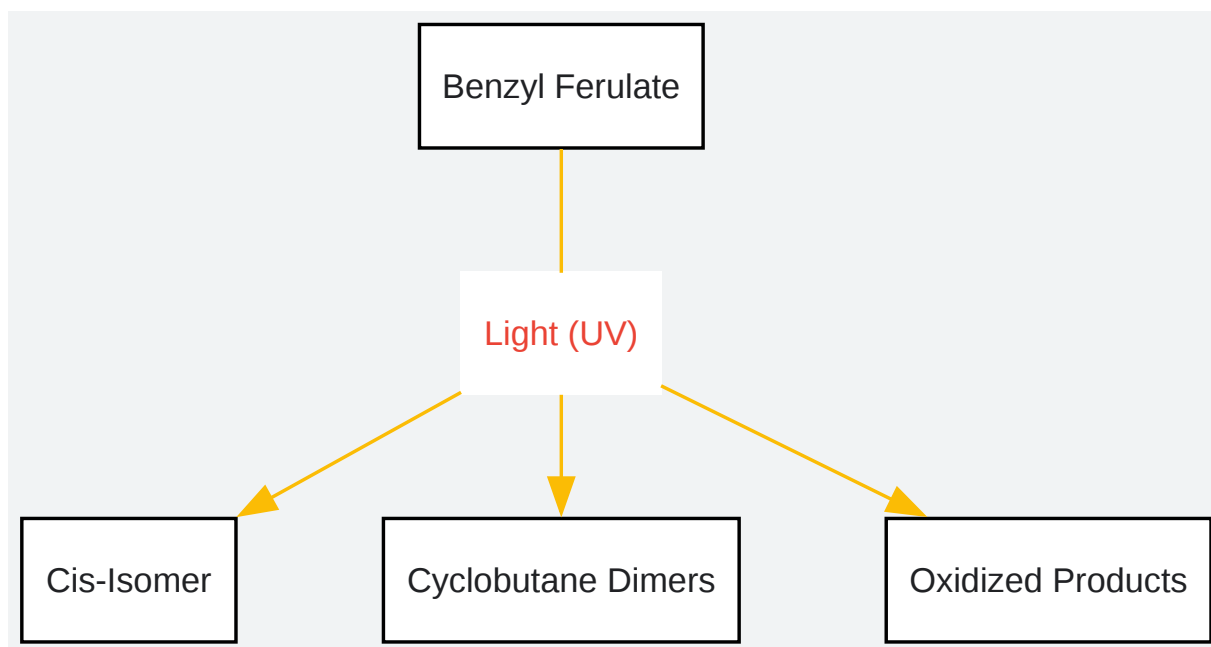 Benzyl Ferulate
Light (UV)
Cis-Isomer
Cyclobutane Dimers
Oxidized Products